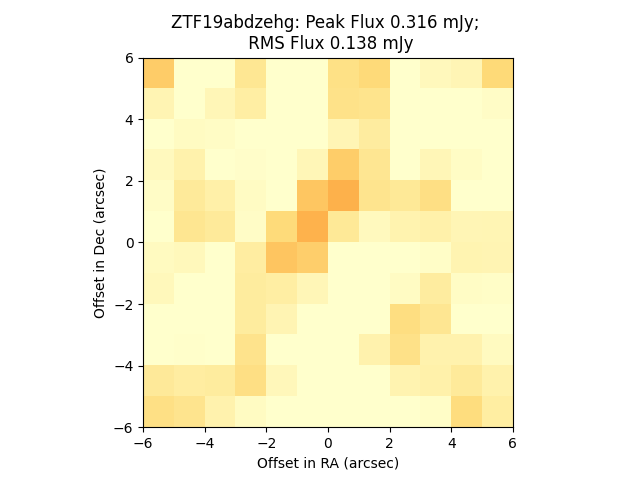 ZTF19abdzehg: Peak Flux 0.316 mJy;
RMS Flux 0.138 mJy
6
4
2
0
−2
−4
−6
Offset in Dec (arcsec)
−6 −4 −2 0 2 4 6
Offset in RA (arcsec)